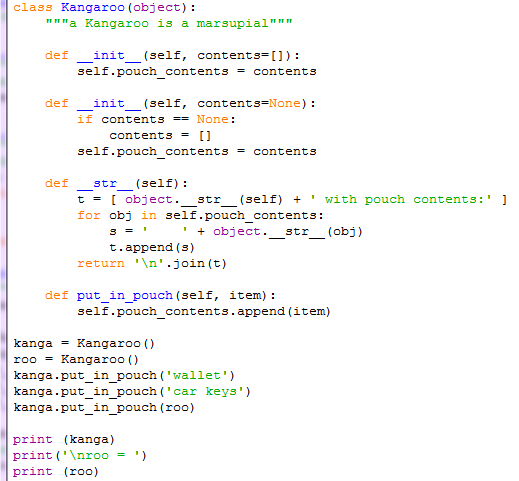 class Kangaroo(object):
    """a Kangaroo is a marsupial"""

    def __init__(self, contents=[]):
        self.pouch_contents = contents

    def __init__(self, contents=None):
        if contents == None:
            contents = []
        self.pouch_contents = contents

    def __str__(self):
        t = [ object.__str__(self) + ' with pouch contents:' ]
        for obj in self.pouch_contents:
            s = '    ' + object.__str__(obj)
            t.append(s)
        return '\n'.join(t)

    def put_in_pouch(self, item):
        self.pouch_contents.append(item)

kanga = Kangaroo()
roo = Kangaroo()
kanga.put_in_pouch('wallet')
kanga.put_in_pouch('car keys')
kanga.put_in_pouch(roo)

print (kanga)
print('\nroo = ')
print (roo)